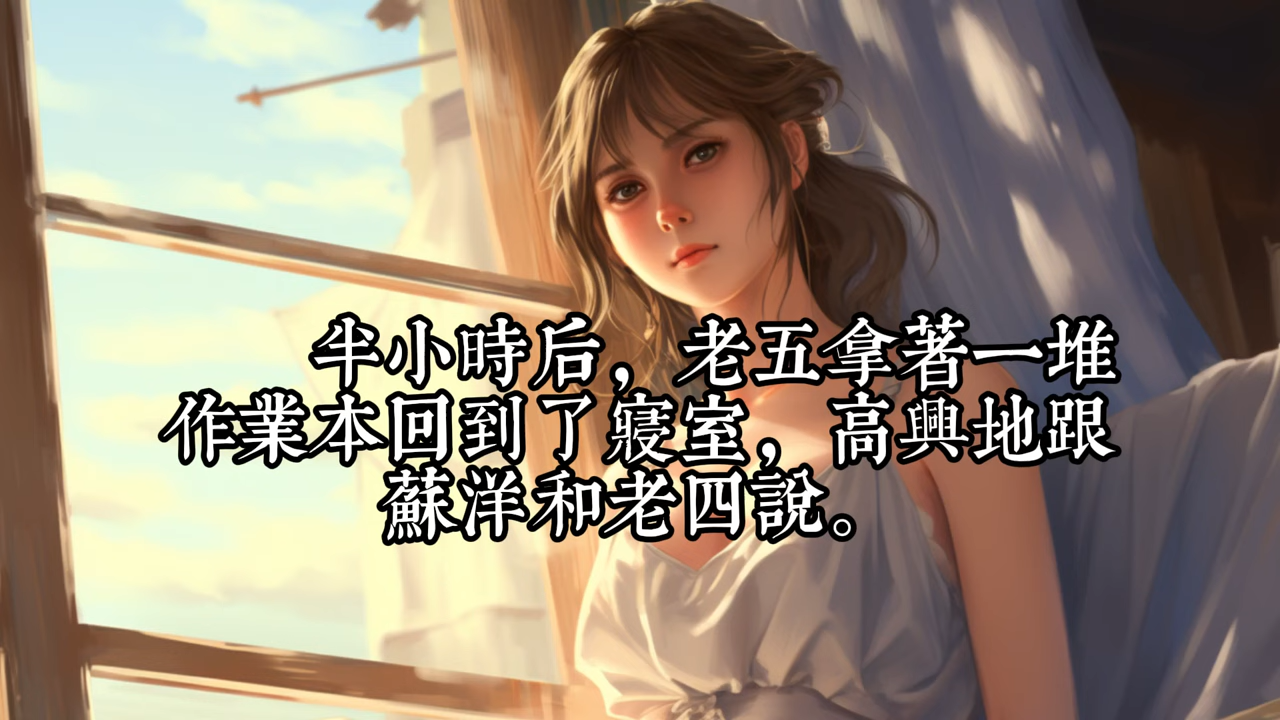 半小時后，老五拿著一堆
作業本回到了寢室，高興地跟
蘇洋和老四說。